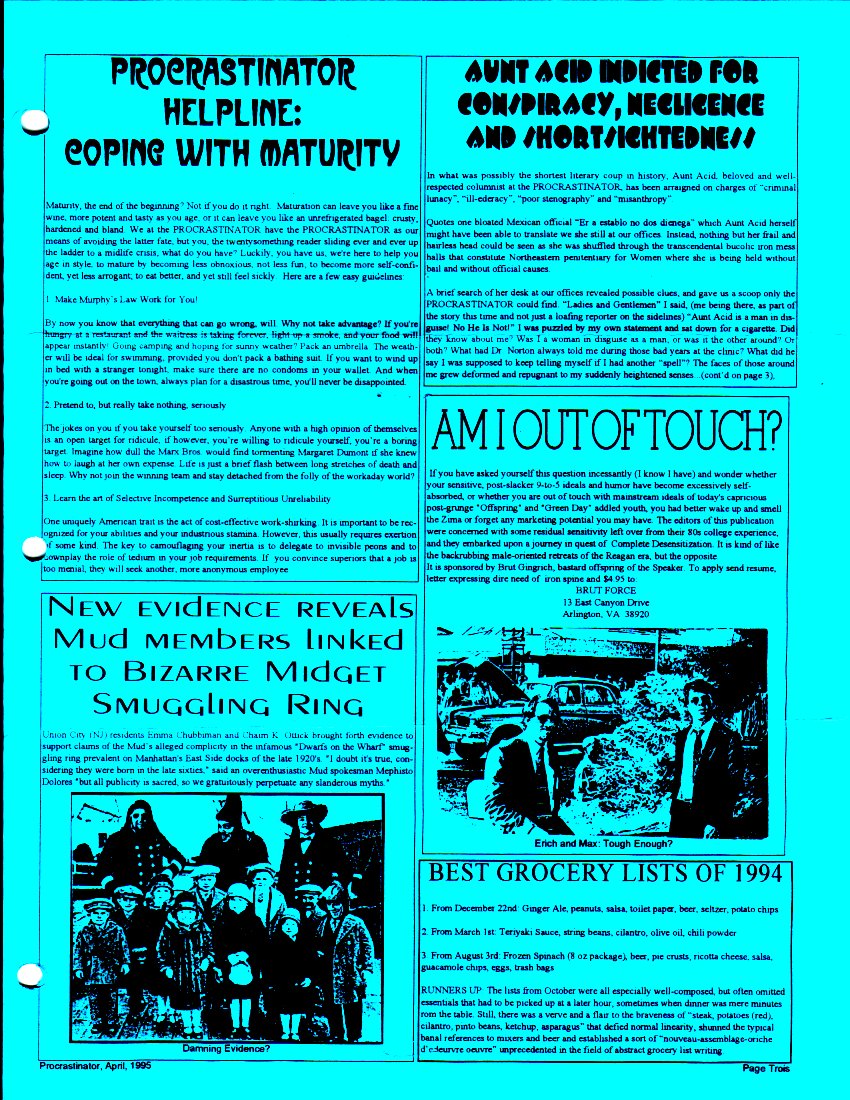 PROCRASTINATOR
HELPLINE:
COPING WITH MATURITY
Maturity, the end of the beginning? Not if you do it right. Maturation can leave you like a fine
wine, more potent and tasty as you age, or it can leave you like an unrefrigerated bagel: crusty,
hardened and bland. We at the PROCRASTINATOR have the PROCRASTINATOR as our
means of avoiding the latter fate, but you, the twentysomething reader sliding ever and ever up
the ladder to a midlife crisis, what do you have? Luckily, you have us, we're here to help you
age in style, to mature by becoming less obnoxious, not less fun, to become more self-confi-
dent, yet less arrogant, to eat better, and yet still feel sickly. Here are a few easy guidelines:
1 Make Murphy's Law Work for You!
By now you know that everything that can go wrong, will. Why not take advantage? If you're
hungry at a restaurant and the waitress is taking forever, light up a smoke, and your food will
appear instantly! Going camping and hoping for sunny weather? Pack an umbrella. The weath-
er will be ideal for swimming, provided you don't pack a bathing suit. If you want to wind up
in bed with a stranger tonight, make sure there are no condoms in your wallet. And when
you're going out on the town, always plan for a disastrous time, you'll never be disappointed.
2. Pretend to, but really take nothing, seriously
The jokes on you if you take yourself too seriously. Anyone with a high opinion of themselves
is an open target for ridicule, if however, you're willing to ridicule yourself, you're a boring
target. Imagine how dull the Marx Bros. would find tormenting Margaret Dumont if she knew
how to laugh at her own expense. Life is just a brief flash between long stretches of death and
sleep. Why not join the winning team and stay detached from the folly of the workaday world?
3. Learn the art of Selective Incompetence and Surreptitious Unreliability
One uniquely American trait is the act of cost-effective work-shirking. It is important to be rec-
ognized for your abilities and your industrious stamina. However, this usually requires exertion
of some kind. The key to camouflaging your inertia is to delegate to invisible peons and to
downplay the role of tedium in your job requirements. If you convince superiors that a job is
too menial, they will seek another, more anonymous employee
NEW EVIDENCE REVEALS
MUD MEMBERS LINKED
TO BIZARRE MIDGET
SMUGGLING RING
Union City (NJ) residents Emma Chubbiman and Chaim K. Ottick brought forth evidence to
support claims of the Mud's alleged complicity in the infamous "Dwarfs on the Wharf" smug-
gling ring prevalent on Manhattan's East Side docks of the late 1920's. "I doubt it's true, con-
sidering they were born in the late sixties," said an overenthusiastic Mud spokesman Mephisto
Dolores "but all publicity is sacred, so we gratuitously perpetuate any slanderous myths."
Damning Evidence?
AUNT ACID INDICTED FOR
CONSPIRACY, NEGLIGENCE
AND SHORTSIGHTEDNESS
In what was possibly the shortest literary coup in history, Aunt Acid, beloved and well-
respected columnist at the PROCRASTINATOR, has been arraigned on charges of "criminal
lunacy", "ill-ederacy", "poor stenography" and "misanthropy".
Quotes one bloated Mexican official "Er a establo no dos dienega" which Aunt Acid herself
might have been able to translate we she still at our offices. Instead, nothing but her frail and
hairless head could be seen as she was shuffled through the transcendental bucolic iron mess
halls that constitute Northeastern penitentiary for Women where she is being held without
bail and without official causes.
A brief search of her desk at our offices revealed possible clues, and gave us a scoop only the
PROCRASTINATOR could find. "Ladies and Gentlemen" I said, (me being there, as part of
the story this time and not just a loafing reporter on the sidelines) "Aunt Acid is a man in dis-
guise! No He Is Not!" I was puzzled by my own statement and sat down for a cigarette. Did
they know about me? Was I a woman in disguise as a man, or was it the other around? Or
both? What had Dr. Norton always told me during those bad years at the clinic? What did he
say I was supposed to keep telling myself if I had another "spell"? The faces of those around
me grew deformed and repugnant to my suddenly heightened senses...(cont'd on page 3).
AM I OUT OF TOUCH?
If you have asked yourself this question incessantly (I know I have) and wonder whether
your sensitive, post-slacker 9-to-5 ideals and humor have become excessively self-
absorbed, or whether you are out of touch with mainstream ideals of today's capricious
post-grunge "Offspring" and "Green Day" addled youth, you had better wake up and smell
the Zima or forget any marketing potential you may have. The editors of this publication
were concerned with some residual sensitivity left over from their 80s college experience,
and they embarked upon a journey in quest of Complete Desensitization. It is kind of like
the backrubbing male-oriented retreats of the Reagan era, but the opposite.
It is sponsored by Brut Gingrich, bastard offspring of the Speaker. To apply send resume,
letter expressing dire need of iron spine and $4.95 to:
BRUT FORCE
13 East Canyon Drive
Arlington, VA 38920
Erich and Max: Tough Enough?
BEST GROCERY LISTS OF 1994
1. From December 22nd: Ginger Ale, peanuts, salsa, toilet paper, beer, seltzer, potato chips
2. From March 1st: Teriyaki Sauce, string beans, cilantro, olive oil, chili powder
3. From August 3rd: Frozen Spinach (8 oz package), beer, pie crusts, ricotta cheese, salsa,
guacamole chips, eggs, trash bags
RUNNERS UP: The lists from October were all especially well-composed, but often omitted
essentials that had to be picked up at a later hour, sometimes when dinner was mere minutes
rom the table. Still, there was a verve and a flair to the braveness of "steak, potatoes (red),
cilantro, pinto beans, ketchup, asparagus" that defied normal linearity, shunned the typical
banal references to mixers and beer and established a sort of "nouveau-assemblage-oriche
oeuvre" unprecedented in the field of abstract grocery list writing
Procrastinator, April, 1995
Page Trois